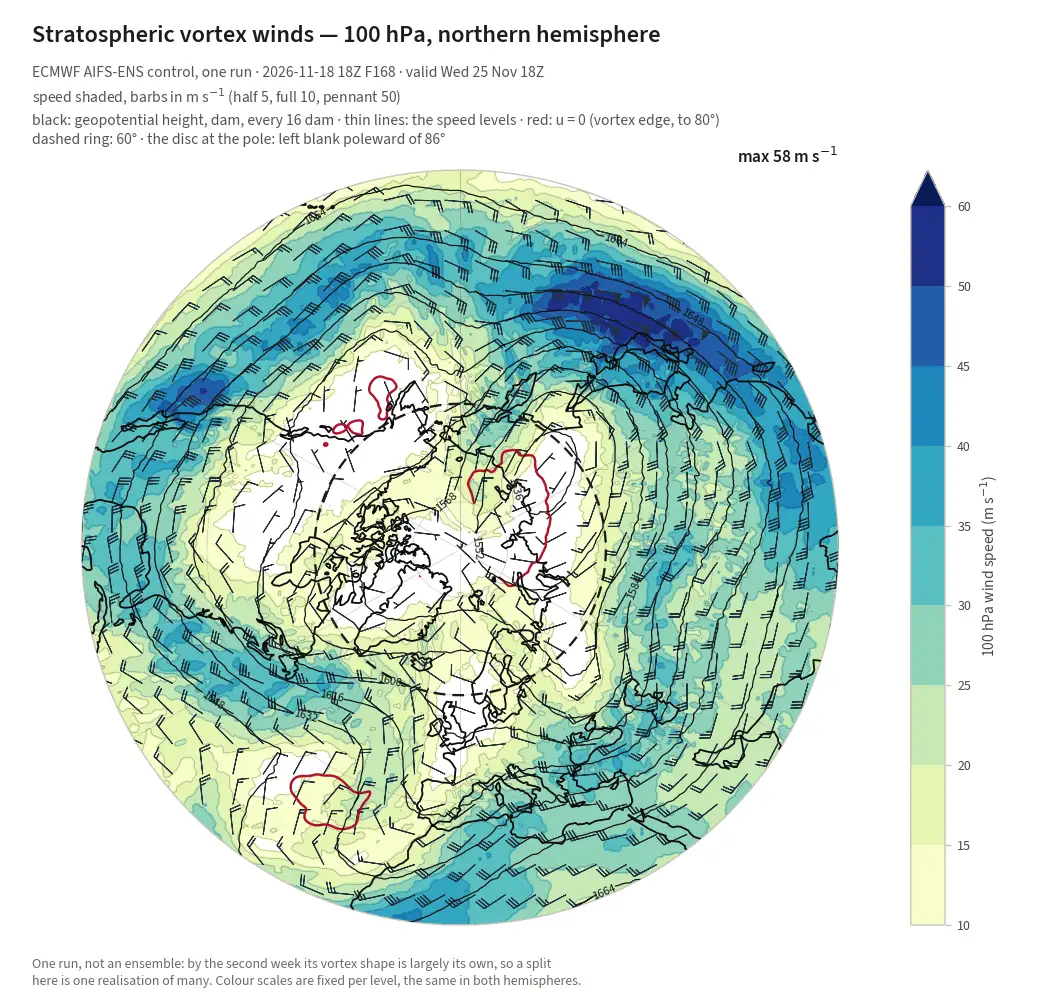 Stratospheric vortex winds — 100 hPa, northern hemisphere
ECMWF AIFS-ENS control, one run · 2026-11-18 18Z F168 · valid Wed 25 Nov 18Z
speed shaded, barbs in m s⁻¹ (half 5, full 10, pennant 50)
black: geopotential height, dam, every 16 dam · thin lines: the speed levels · red: u = 0 (vortex edge, to 80°)
dashed ring: 60° · the disc at the pole: left blank poleward of 86°
max 58 m s⁻¹
1664
1664
1648
1568
1552
1584
1600
1616
1632
1648
1664
60
50
45
40
35
30
25
20
15
10
100 hPa wind speed (m s⁻¹)
One run, not an ensemble: by the second week its vortex shape is largely its own, so a split
here is one realisation of many. Colour scales are fixed per level, the same in both hemispheres.